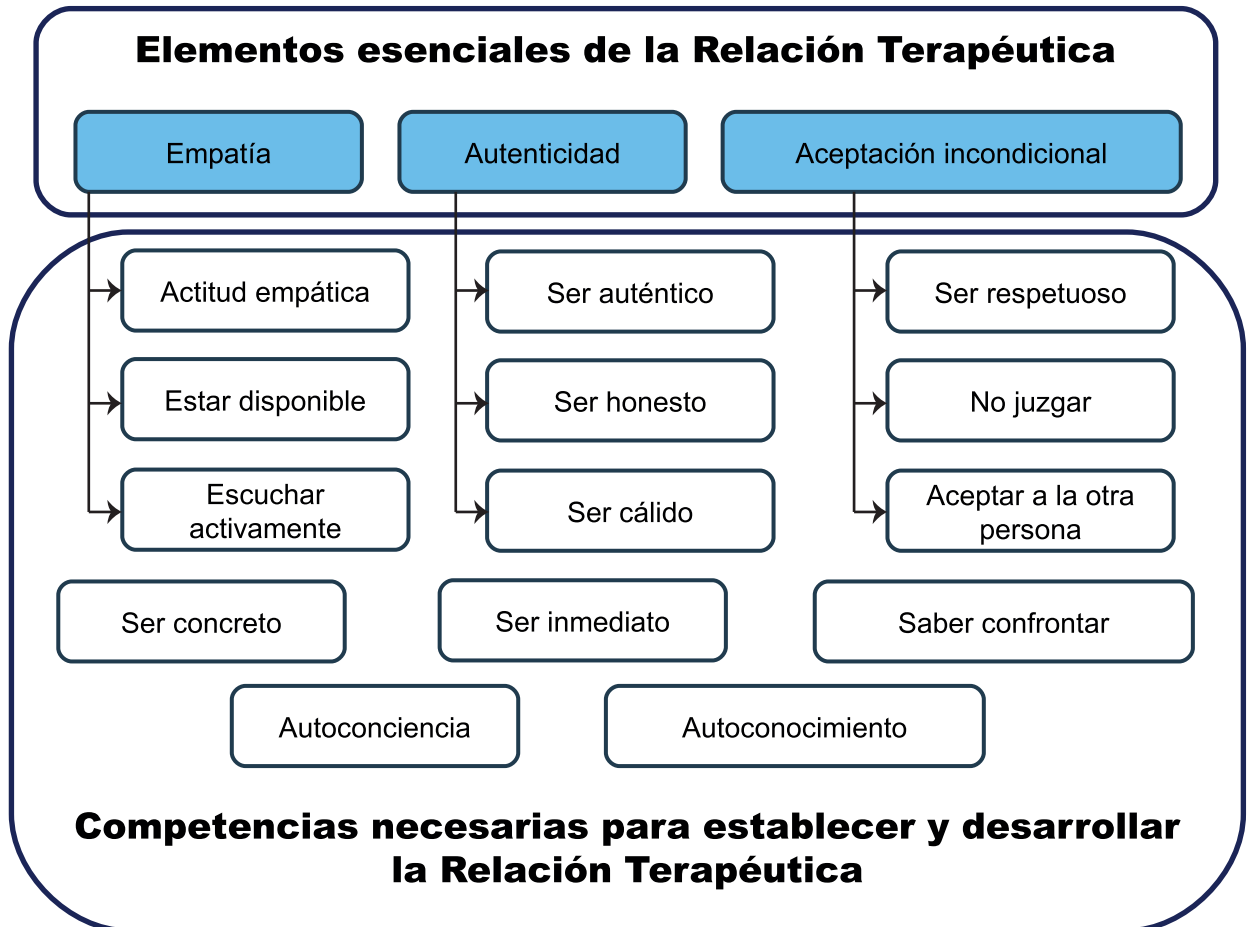 Elementos esenciales de la Relación Terapéutica
Empatía
Autenticidad
Aceptación incondicional
Actitud empática
Ser auténtico
Ser respetuoso
Estar disponible
Ser honesto
No juzgar
Escuchar
activamente
Ser cálido
Aceptar a la otra
persona
Ser concreto
Ser inmediato
Saber confrontar
Autoconciencia
Autoconocimiento
Competencias necesarias para establecer y desarrollar
la Relación Terapéutica